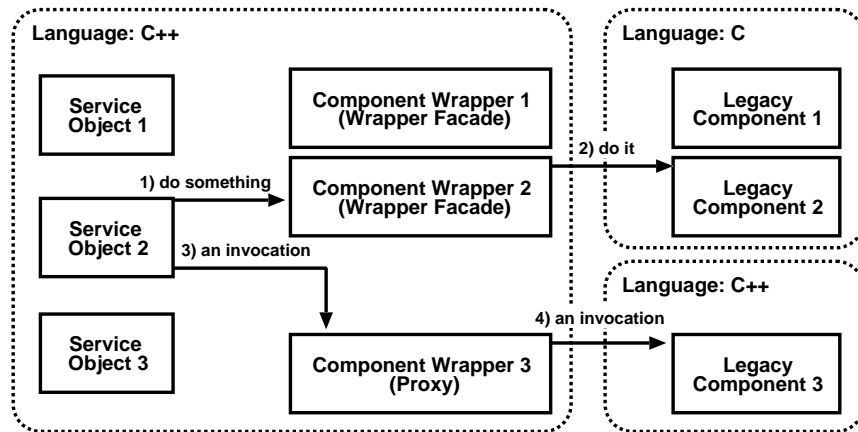 Language: C++
Service
Object 1
Service
Object 2
Service
Object 3
1) do something
3) an invocation
Component Wrapper 1
(Wrapper Facade)
Component Wrapper 2
(Wrapper Facade)
Component Wrapper 3
(Proxy)
2) do it
4) an invocation
Language: C
Legacy
Component 1
Legacy
Component 2
Language: C++
Legacy
Component 3